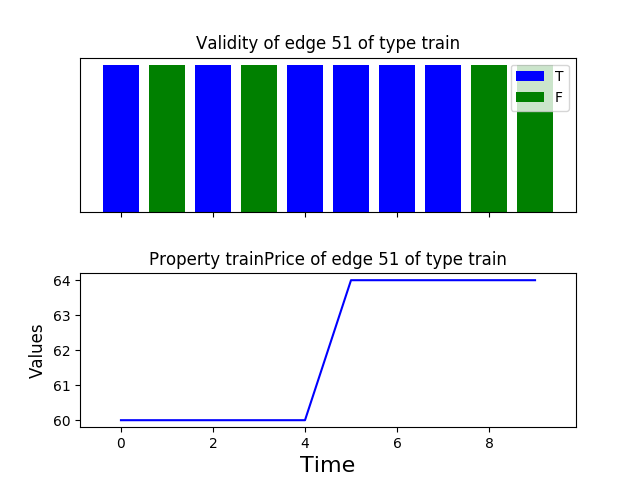 Validity of edge 51 of type train
T
F
Property trainPrice of edge 51 of type train
Values
64
63
62
61
60
0 2 4 6 8
Time